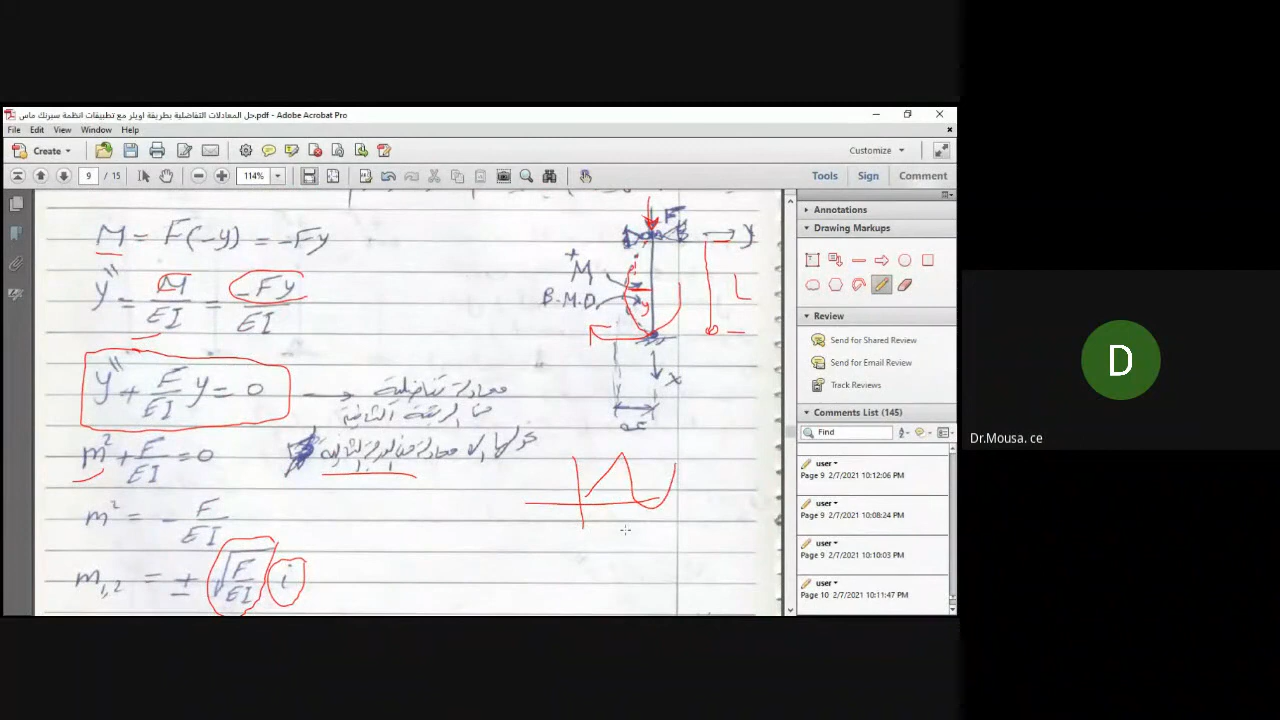 حل المعادلات التفاضلية بطريقة اويلر مع تطبيقات انظمة سبرنك ماس.pdf - Adobe Acrobat Pro
File Edit View Window Help
Create
Customize
9 / 15
114%
Tools Sign Comment
M = F(-y) = -Fy
y'' = M/EI = -Fy/EI
y'' + F/EI y = 0
معادلة تفاضلية
من الرتبة الثانية
m² + F/EI = 0
m² = - F/EI
m1,2 = ± √F/EI i
F
y
+
M
B.M.D
y
L
x
Annotations
Drawing Markups
Review
Send for Shared Review
Send for Email Review
Track Reviews
Comments List (145)
Find
user
Page 9 2/7/2021 10:12:06 PM
user
Page 9 2/7/2021 10:08:24 PM
user
Page 9 2/7/2021 10:10:03 PM
user
Page 10 2/7/2021 10:11:47 PM
D
Dr.Mousa. ce